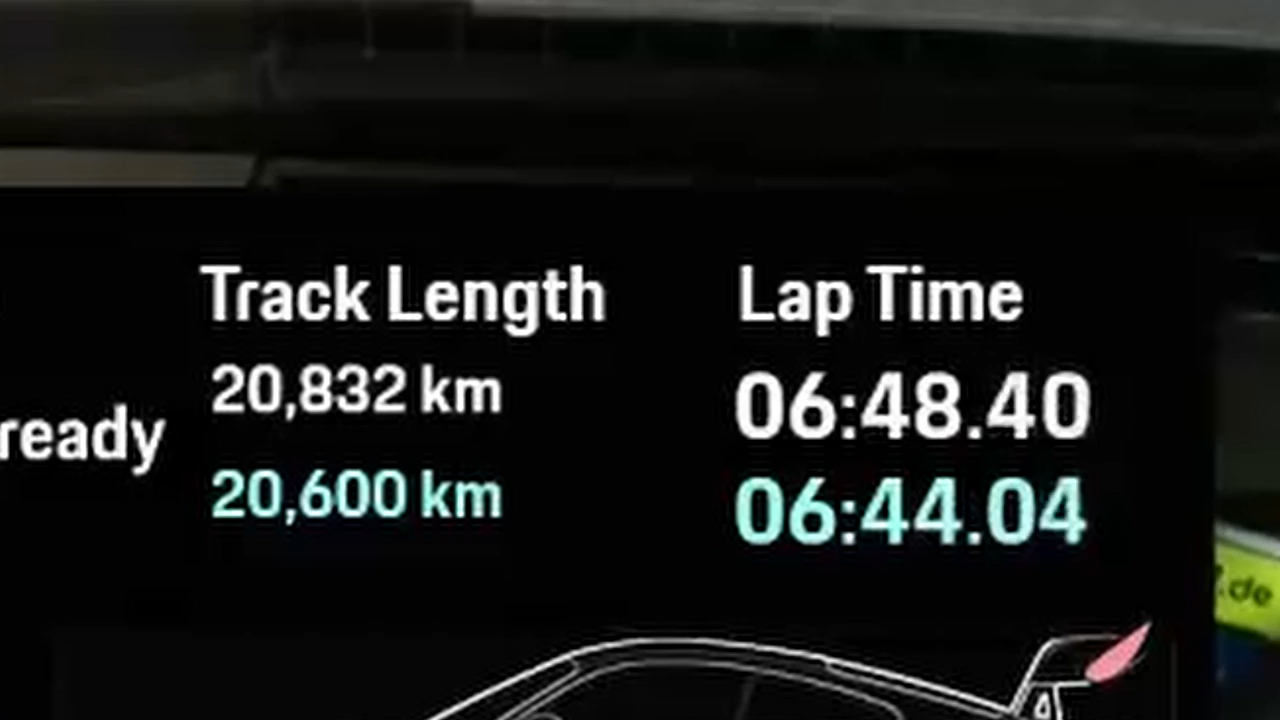 Track Length Lap Time
20,832 km 06:48.40
ready
20,600 km 06:44.04
.de